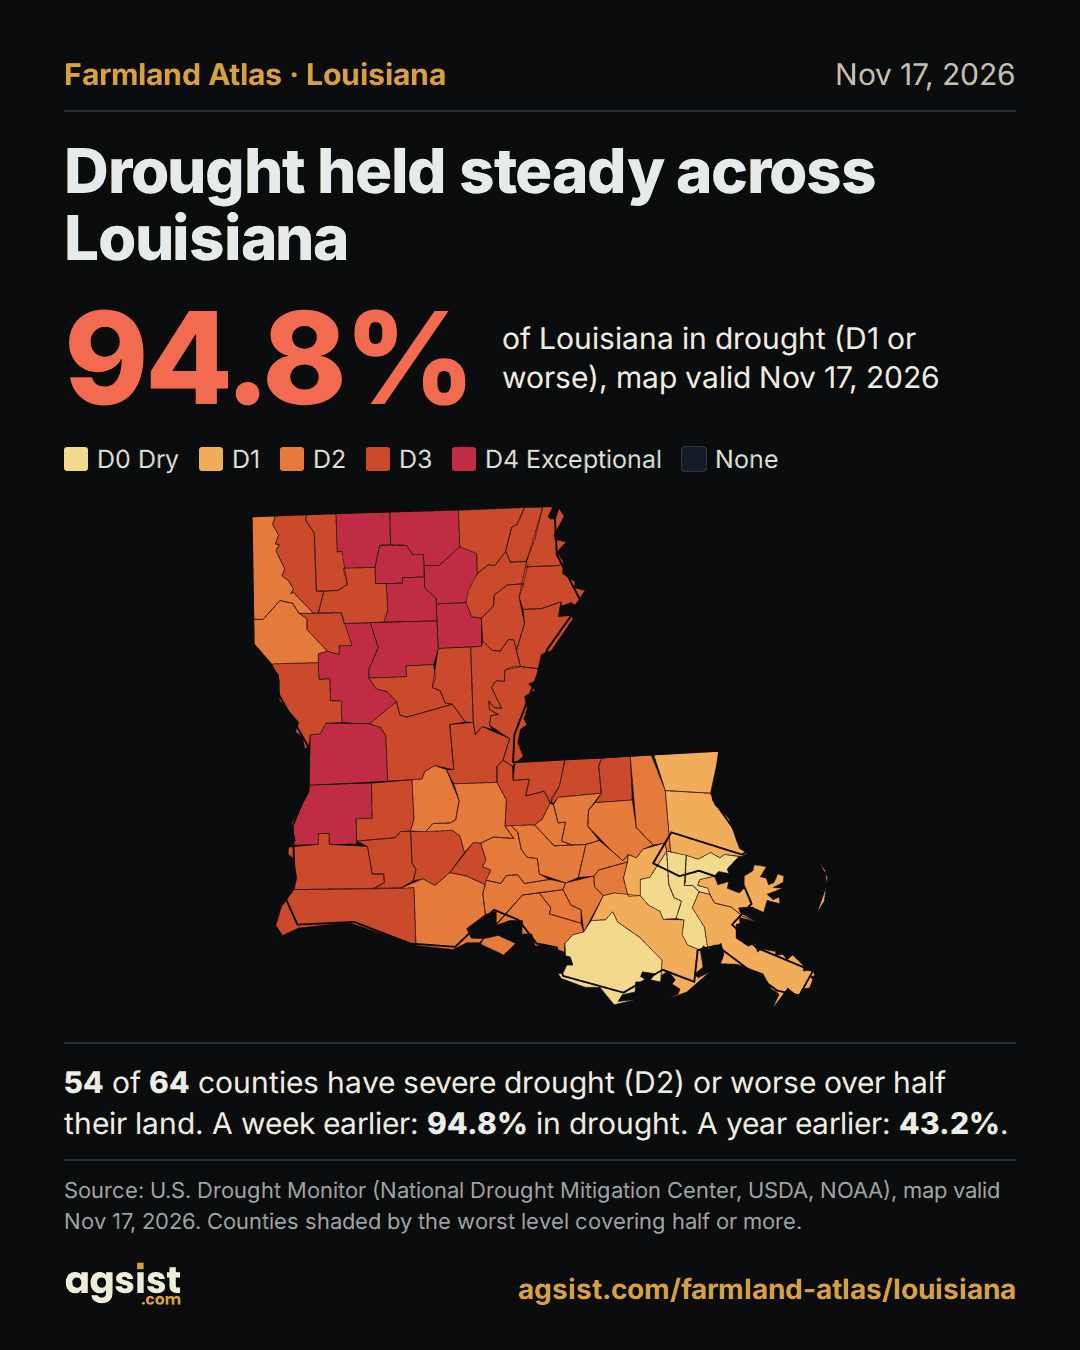 Farmland Atlas · Louisiana
Nov 17, 2026
Drought held steady across
Louisiana
94.8%
of Louisiana in drought (D1 or
worse), map valid Nov 17, 2026
D0 Dry D1 D2 D3 D4 Exceptional None
54 of 64 counties have severe drought (D2) or worse over half
their land. A week earlier: 94.8% in drought. A year earlier: 43.2%.
Source: U.S. Drought Monitor (National Drought Mitigation Center, USDA, NOAA), map valid
Nov 17, 2026. Counties shaded by the worst level covering half or more.
agsist
.com
agsist.com/farmland-atlas/louisiana